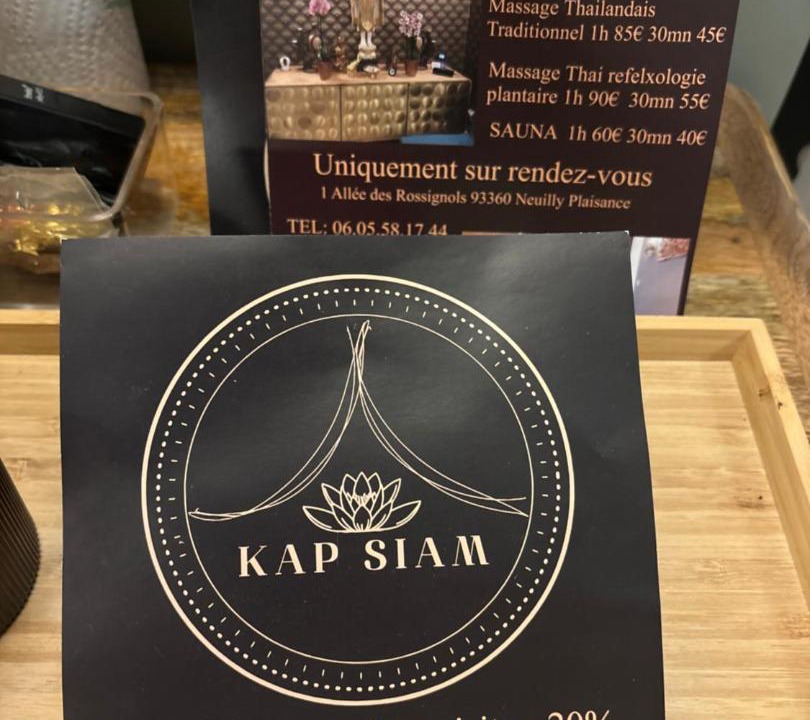 Massage Thailandais
Traditionnel 1h 85€ 30mn 45€
Massage Thai refelxologie
plantaire 1h 90€ 30mn 55€
SAUNA 1h 60€ 30mn 40€
Uniquement sur rendez-vous
1 Allée des Rossignols 93360 Neuilly Plaisance
TEL: 06.05.58.17.44
KAP SIAM
20%